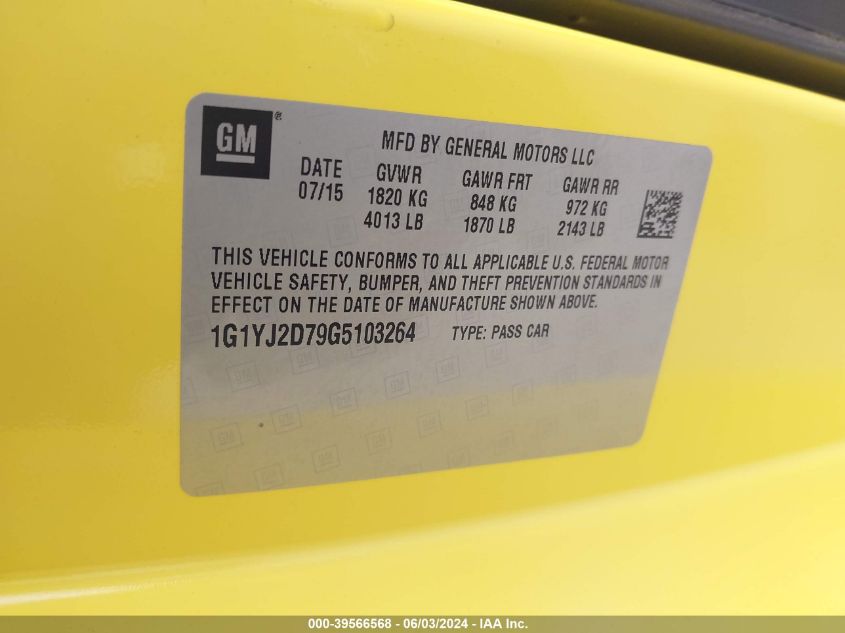 GM ®
MFD BY GENERAL MOTORS LLC
DATE GVWR GAWR FRT GAWR RR
07/15 1820 KG 848 KG 972 KG
4013 LB 1870 LB 2143 LB
THIS VEHICLE CONFORMS TO ALL APPLICABLE U.S. FEDERAL MOTOR
VEHICLE SAFETY, BUMPER, AND THEFT PREVENTION STANDARDS IN
EFFECT ON THE DATE OF MANUFACTURE SHOWN ABOVE.
1G1YJ2D79G5103264 TYPE: PASS CAR
000-39566568 - 06/03/2024 - IAA Inc.